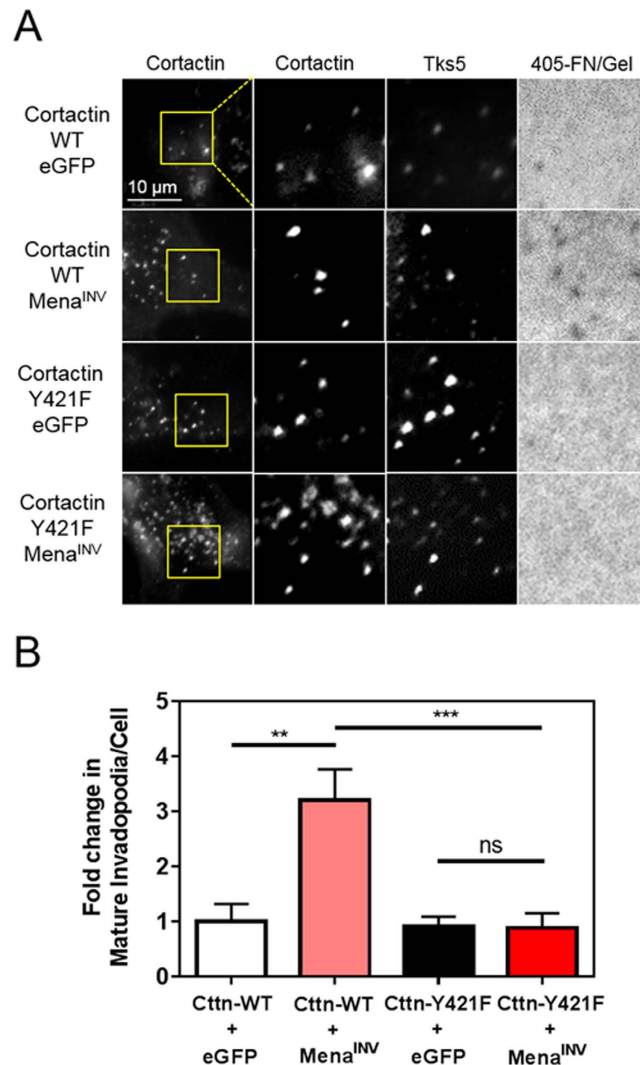 A
Cortactin Cortactin Tks5 405-FN/Gel
Cortactin
WT
eGFP
10 µm
Cortactin
WT
Mena^INV
Cortactin
Y421F
eGFP
Cortactin
Y421F
Mena^INV
B
Fold change in
Mature Invadopodia/Cell
5
4
3
2
1
0
**
***
ns
Cttn-WT Cttn-WT Cttn-Y421F Cttn-Y421F
+ + + +
eGFP Mena^INV eGFP Mena^INV